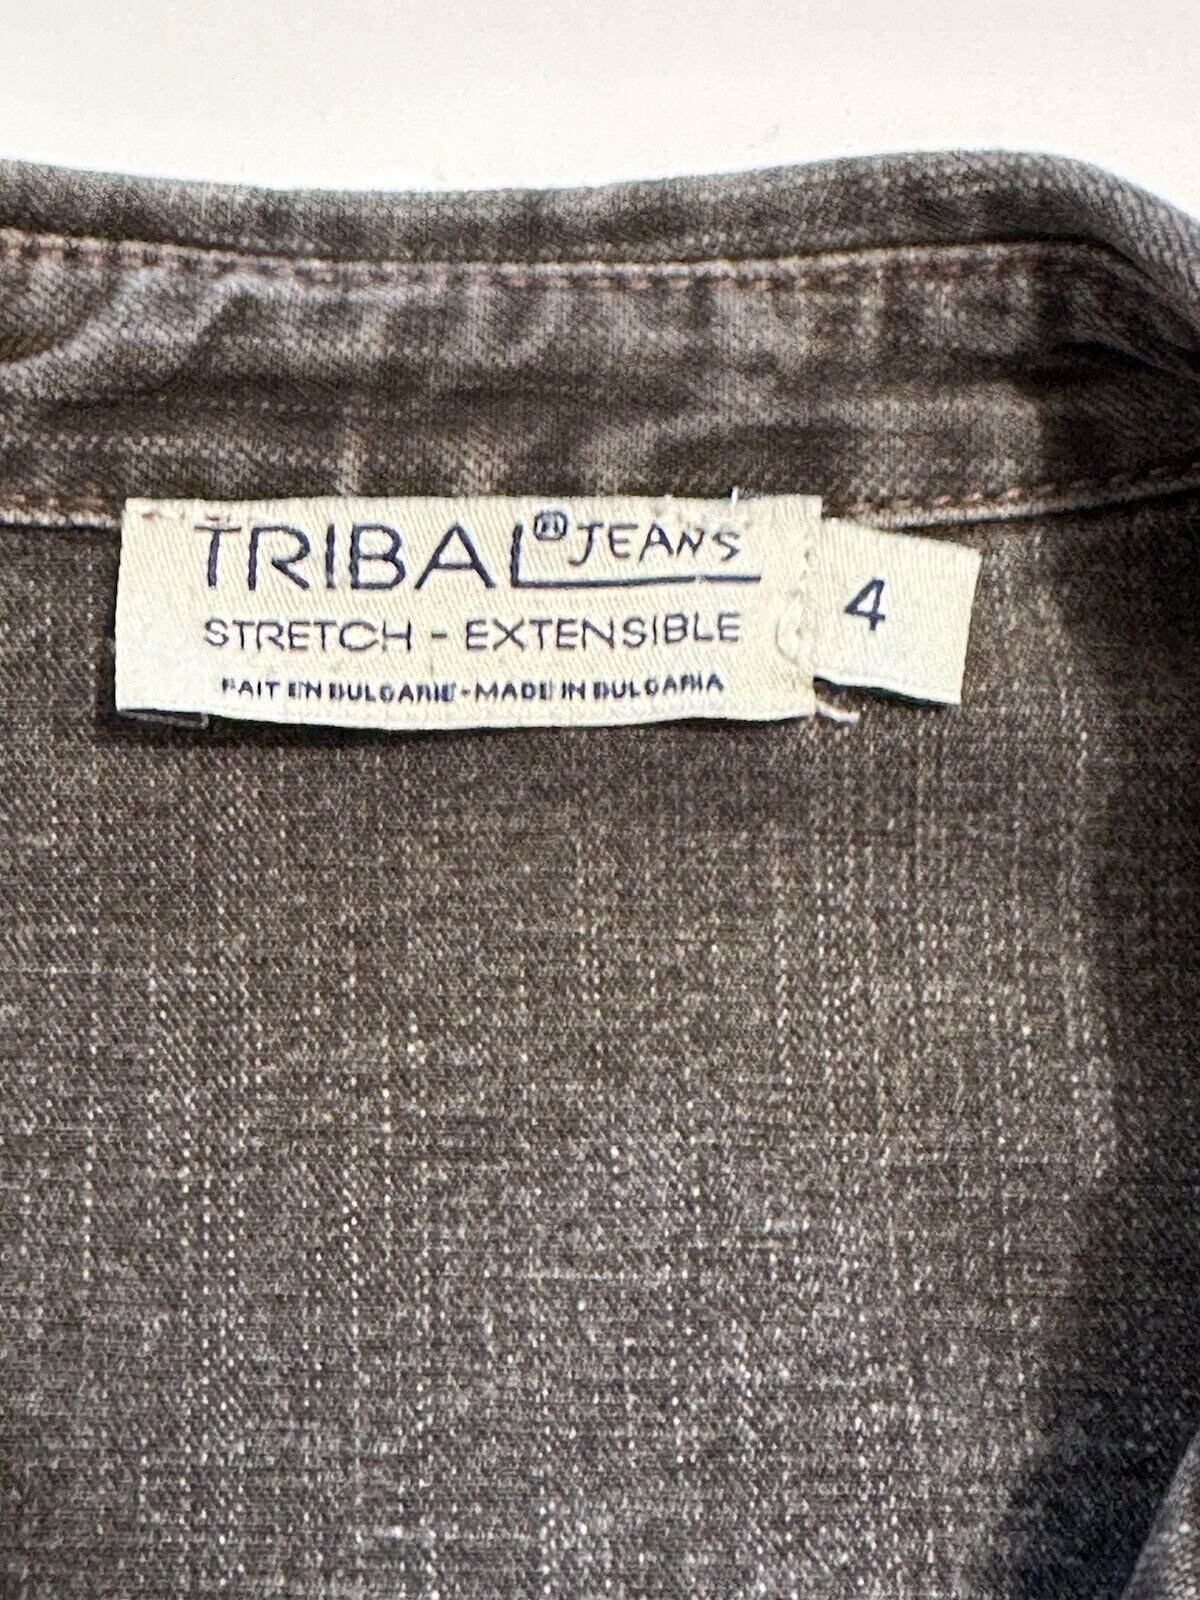 TRIBAL® JEANS
4
STRETCH - EXTENSIBLE
FAIT EN BULGARIE - MADE IN BULGARIA